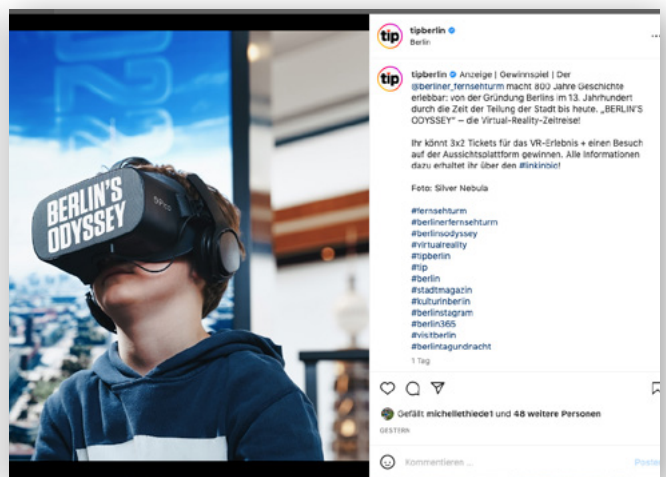 BERLIN'S
ODYSSEY
pico
tip
tipberlin
Berlin
tip
tipberlin Anzeige | Gewinnspiel | Der
@berliner_fernsehturm macht 800 Jahre Geschichte
erlebbar: von der Gründung Berlins im 13. Jahrhundert
durch die Zeit der Teilung der Stadt bis heute. „BERLIN'S
ODYSSEY" – die Virtual-Reality-Zeitreise!
Ihr könnt 3x2 Tickets für das VR-Erlebnis + einen Besuch
auf der Aussichtsplattform gewinnen. Alle Informationen
dazu erhaltet ihr über den #linkinbio!
Foto: Silver Nebula
#fernsehturm
#berlinerfernsehturm
#berlinsodyssey
#virtualreality
#tipberlin
#tip
#berlin
#stadtmagazin
#kulturinberlin
#berlinstagram
#berlin365
#visitberlin
#berlintagundnacht
1 Tag
Gefällt michellethiede1 und 48 weitere Personen
GESTERN
Kommentieren ...
Posten